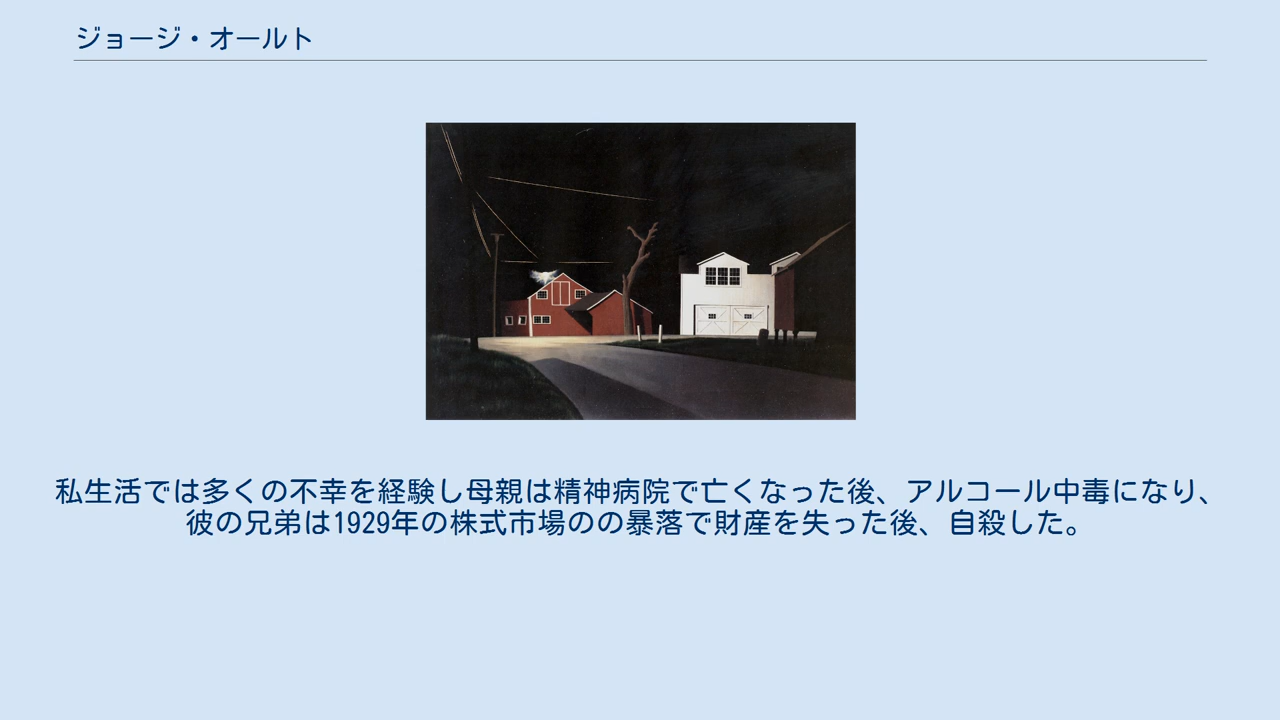 ジョージ・オールト
私生活では多くの不幸を経験し母親は精神病院で亡くなった後、アルコール中毒になり、
彼の兄弟は1929年の株式市場のの暴落で財産を失った後、自殺した。